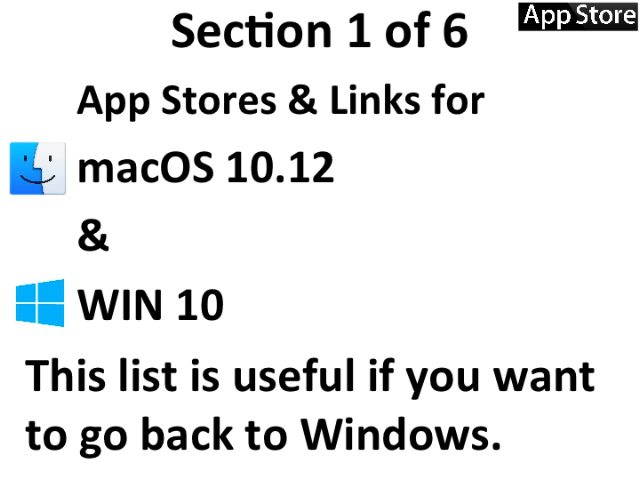 Section 1 of 6
App Store
App Stores & Links for
macOS 10.12
&
WIN 10
This list is useful if you want
to go back to Windows.